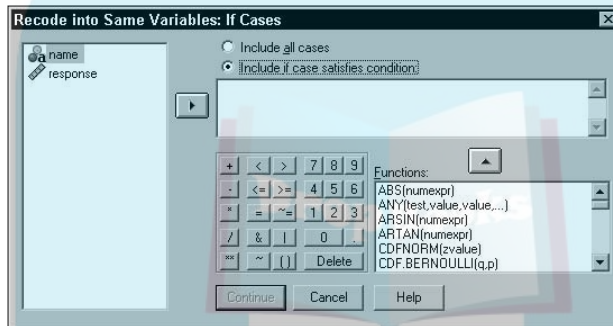 Recode into Same Variables: If Cases
name
response
Include all cases
Include if case satisfies condition:
+ < > 7 8 9
- <= >= 4 5 6
* = ~= 1 2 3
/ & | 0 .
** ~ () Delete
Functions:
ABS(numexpr)
ANY(test,value,value,...)
ARSIN(numexpr)
ARTAN(numexpr)
CDFNORM(zvalue)
CDF.BERNOULLI(q,p)
Continue Cancel Help